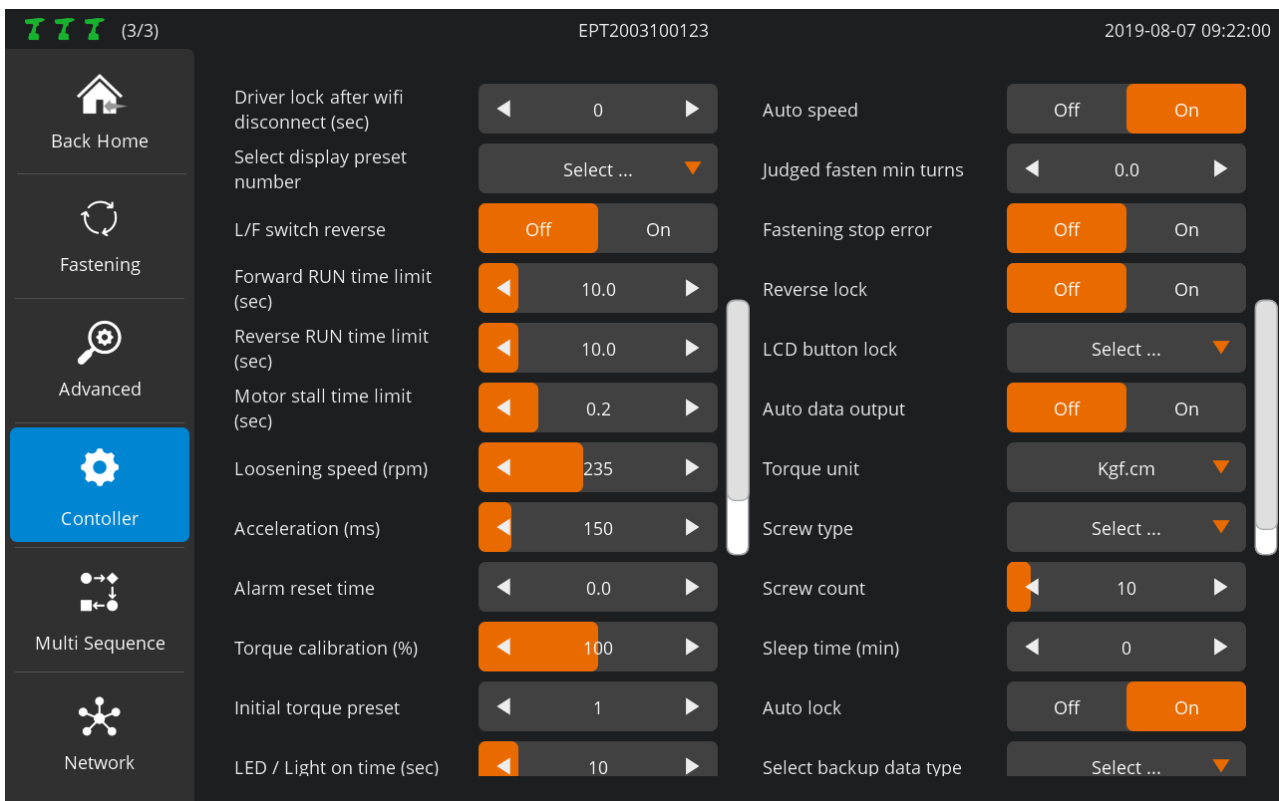 (3/3)
EPT2003100123
2019-08-07 09:22:00
Back Home
Fastening
Advanced
Contoller
Multi Sequence
Network
Driver lock after wifi
disconnect (sec)
0
Select display preset
number
Select ...
L/F switch reverse
Off On
Forward RUN time limit
(sec)
10.0
Reverse RUN time limit
(sec)
10.0
Motor stall time limit
(sec)
0.2
Loosening speed (rpm)
235
Acceleration (ms)
150
Alarm reset time
0.0
Torque calibration (%)
100
Initial torque preset
1
LED / Light on time (sec)
10
Auto speed
Off On
Judged fasten min turns
0.0
Fastening stop error
Off On
Reverse lock
Off On
LCD button lock
Select ...
Auto data output
Off On
Torque unit
Kgf.cm
Screw type
Select ...
Screw count
10
Sleep time (min)
0
Auto lock
Off On
Select backup data type
Select ...